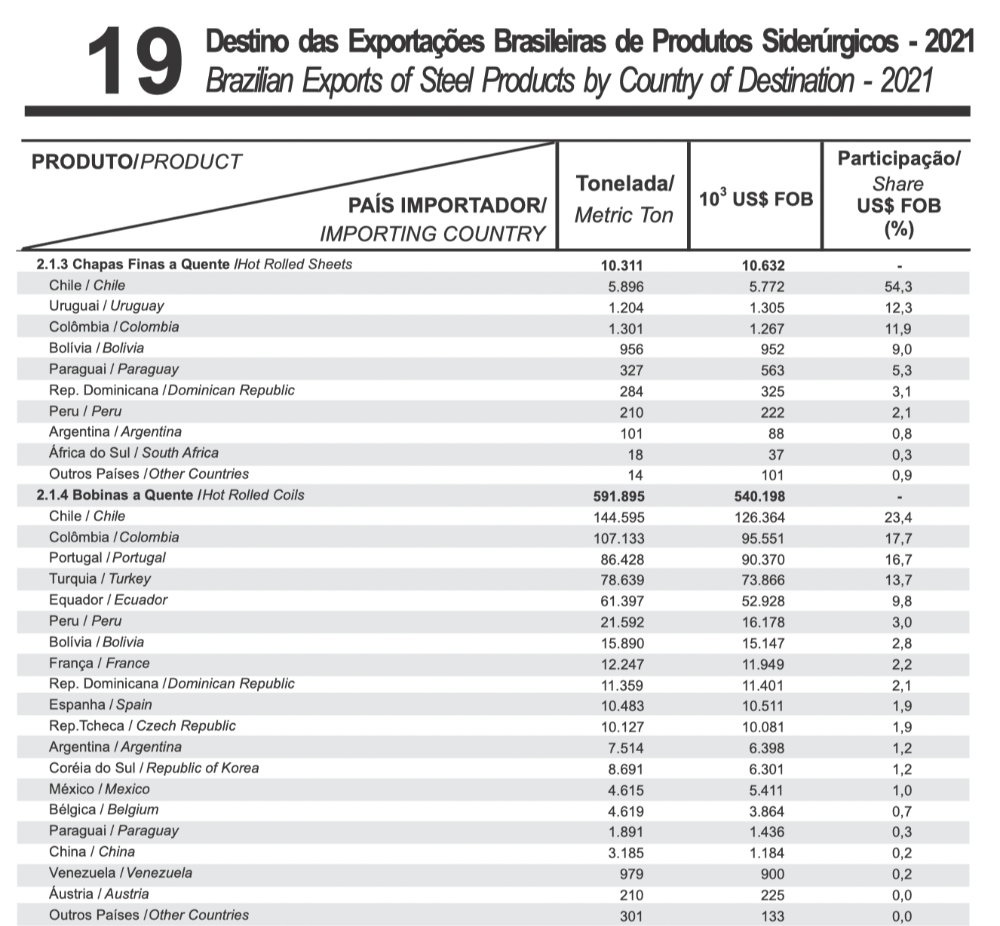 19
Destino das Exportações Brasileiras de Produtos Siderúrgicos - 2021
Brazilian Exports of Steel Products by Country of Destination - 2021
PRODUTO/PRODUCT
PAÍS IMPORTADOR/
IMPORTING COUNTRY
Tonelada/
Metric Ton
10³ US$ FOB
Participação/
Share
US$ FOB
(%)
2.1.3 Chapas Finas a Quente /Hot Rolled Sheets 10.311 10.632 -
Chile / Chile 5.896 5.772 54,3
Uruguai / Uruguay 1.204 1.305 12,3
Colômbia / Colombia 1.301 1.267 11,9
Bolívia / Bolivia 956 952 9,0
Paraguai / Paraguay 327 563 5,3
Rep. Dominicana / Dominican Republic 284 325 3,1
Peru / Peru 210 222 2,1
Argentina / Argentina 101 88 0,8
África do Sul / South Africa 18 37 0,3
Outros Países / Other Countries 14 101 0,9
2.1.4 Bobinas a Quente /Hot Rolled Coils 591.895 540.198 -
Chile / Chile 144.595 126.364 23,4
Colômbia / Colombia 107.133 95.551 17,7
Portugal / Portugal 86.428 90.370 16,7
Turquia / Turkey 78.639 73.866 13,7
Equador / Ecuador 61.397 52.928 9,8
Peru / Peru 21.592 16.178 3,0
Bolívia / Bolivia 15.890 15.147 2,8
França / France 12.247 11.949 2,2
Rep. Dominicana / Dominican Republic 11.359 11.401 2,1
Espanha / Spain 10.483 10.511 1,9
Rep.Tcheca / Czech Republic 10.127 10.081 1,9
Argentina / Argentina 7.514 6.398 1,2
Coréia do Sul / Republic of Korea 8.691 6.301 1,2
México / Mexico 4.615 5.411 1,0
Bélgica / Belgium 4.619 3.864 0,7
Paraguai / Paraguay 1.891 1.436 0,3
China / China 3.185 1.184 0,2
Venezuela / Venezuela 979 900 0,2
Áustria / Austria 210 225 0,0
Outros Países / Other Countries 301 133 0,0